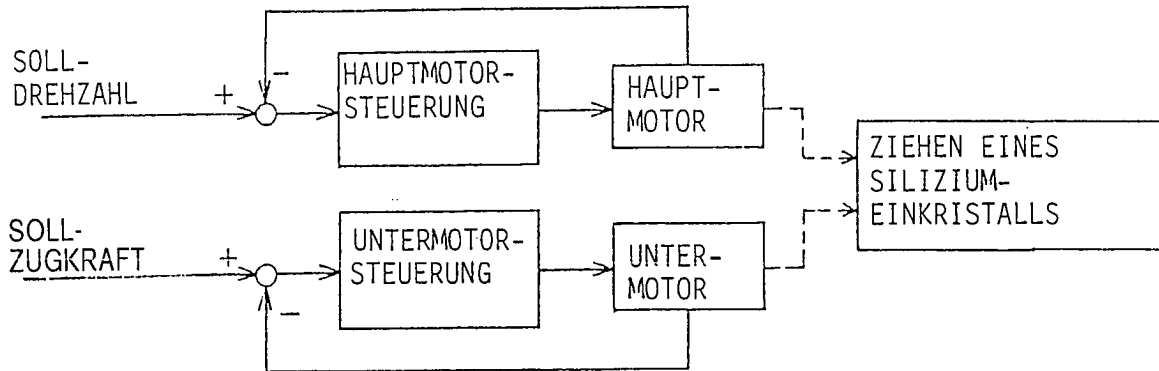 SOLL-
DREHZAHL
+
−
HAUPTMOTOR-
STEUERUNG
HAUPT-
MOTOR
ZIEHEN EINES
SILIZIUM-
EINKRISTALLS
SOLL-
ZUGKRAFT
+
−
UNTERMOTOR-
STEUERUNG
UNTER-
MOTOR